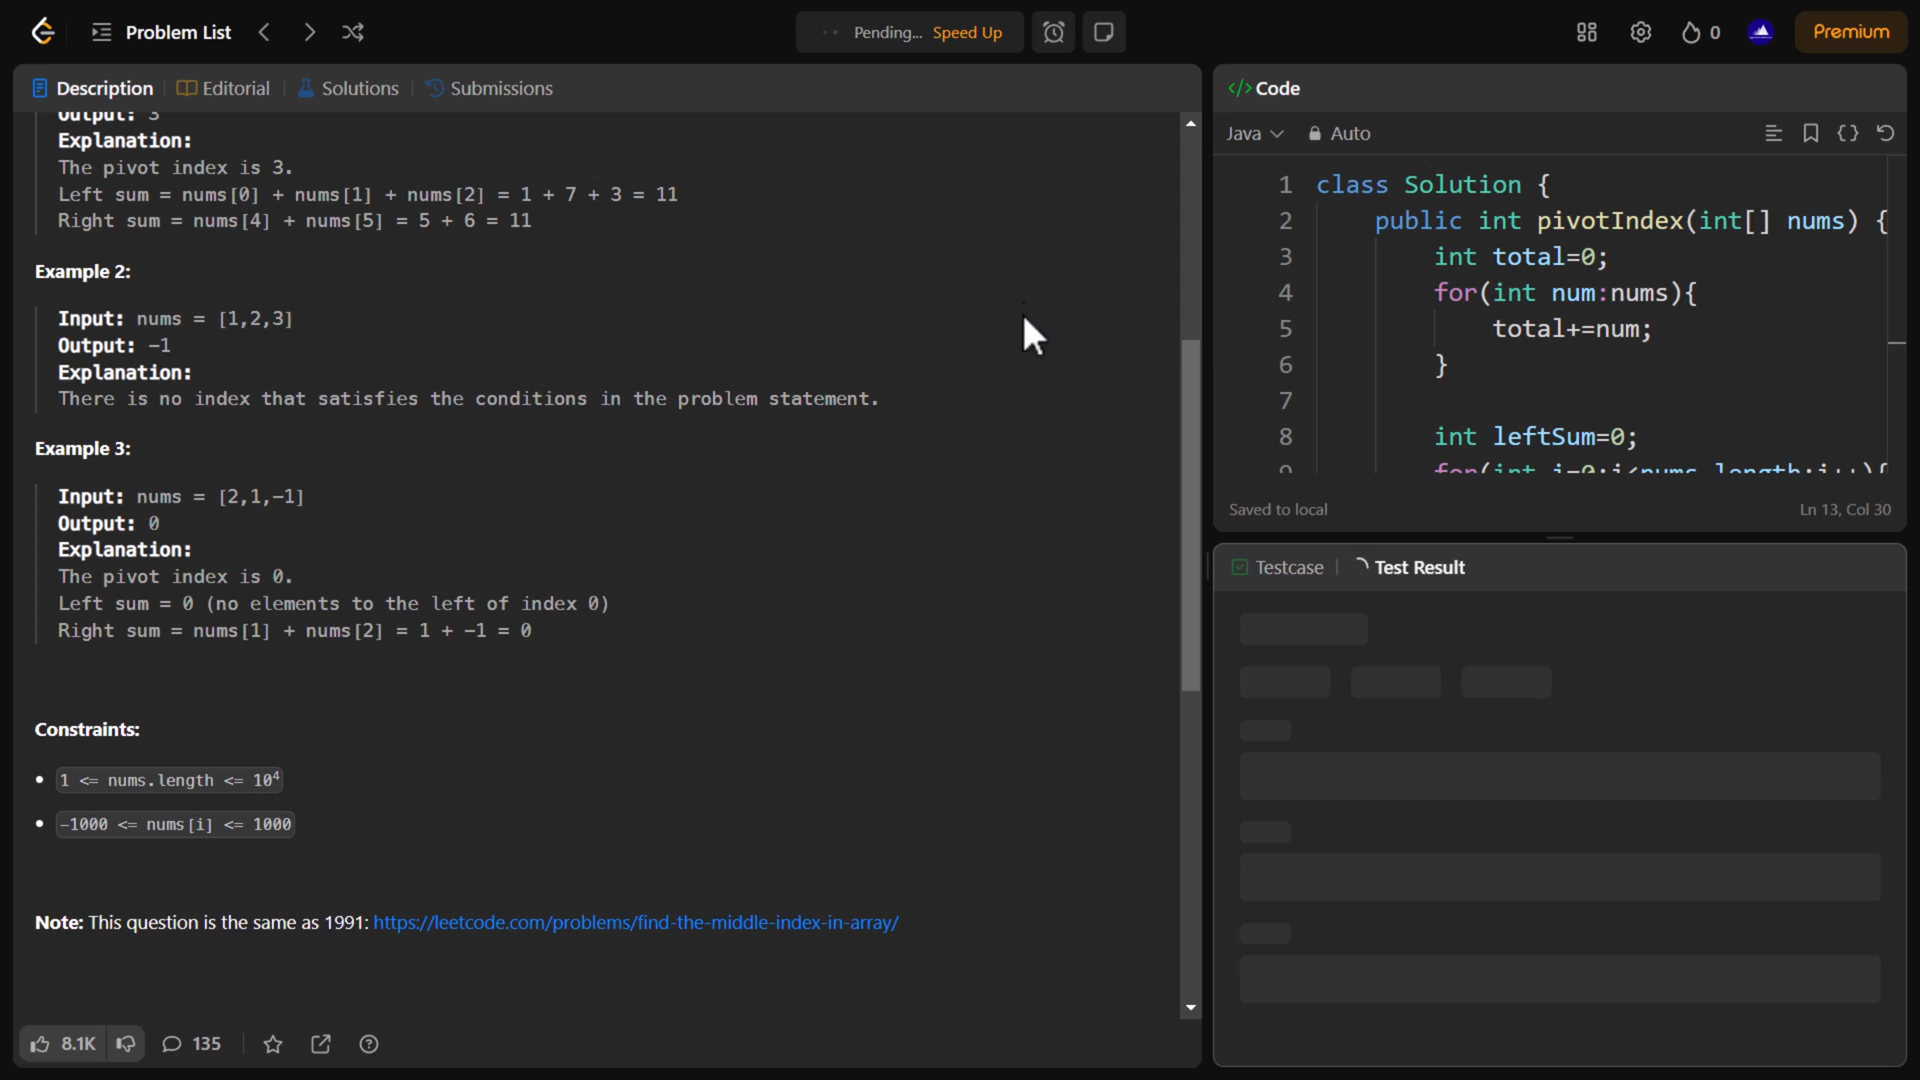 Problem List
Pending... Speed Up
0
Premium
Description
Editorial
Solutions
Submissions
Output: 3
Explanation:
The pivot index is 3.
Left sum = nums[0] + nums[1] + nums[2] = 1 + 7 + 3 = 11
Right sum = nums[4] + nums[5] = 5 + 6 = 11
Example 2:
Input: nums = [1,2,3]
Output: -1
Explanation:
There is no index that satisfies the conditions in the problem statement.
Example 3:
Input: nums = [2,1,-1]
Output: 0
Explanation:
The pivot index is 0.
Left sum = 0 (no elements to the left of index 0)
Right sum = nums[1] + nums[2] = 1 + -1 = 0
Constraints:
• 1 <= nums.length <= 10⁴
• -1000 <= nums[i] <= 1000
Note: This question is the same as 1991: https://leetcode.com/problems/find-the-middle-index-in-array/
8.1K
135
</> Code
Java
Auto
1 class Solution {
2 public int pivotIndex(int[] nums) {
3 int total=0;
4 for(int num:nums){
5 total+=num;
6 }
7
8 int leftSum=0;
9 for(int i=0;i<nums.length;i++){
Saved to local
Ln 13, Col 30
Testcase
Test Result